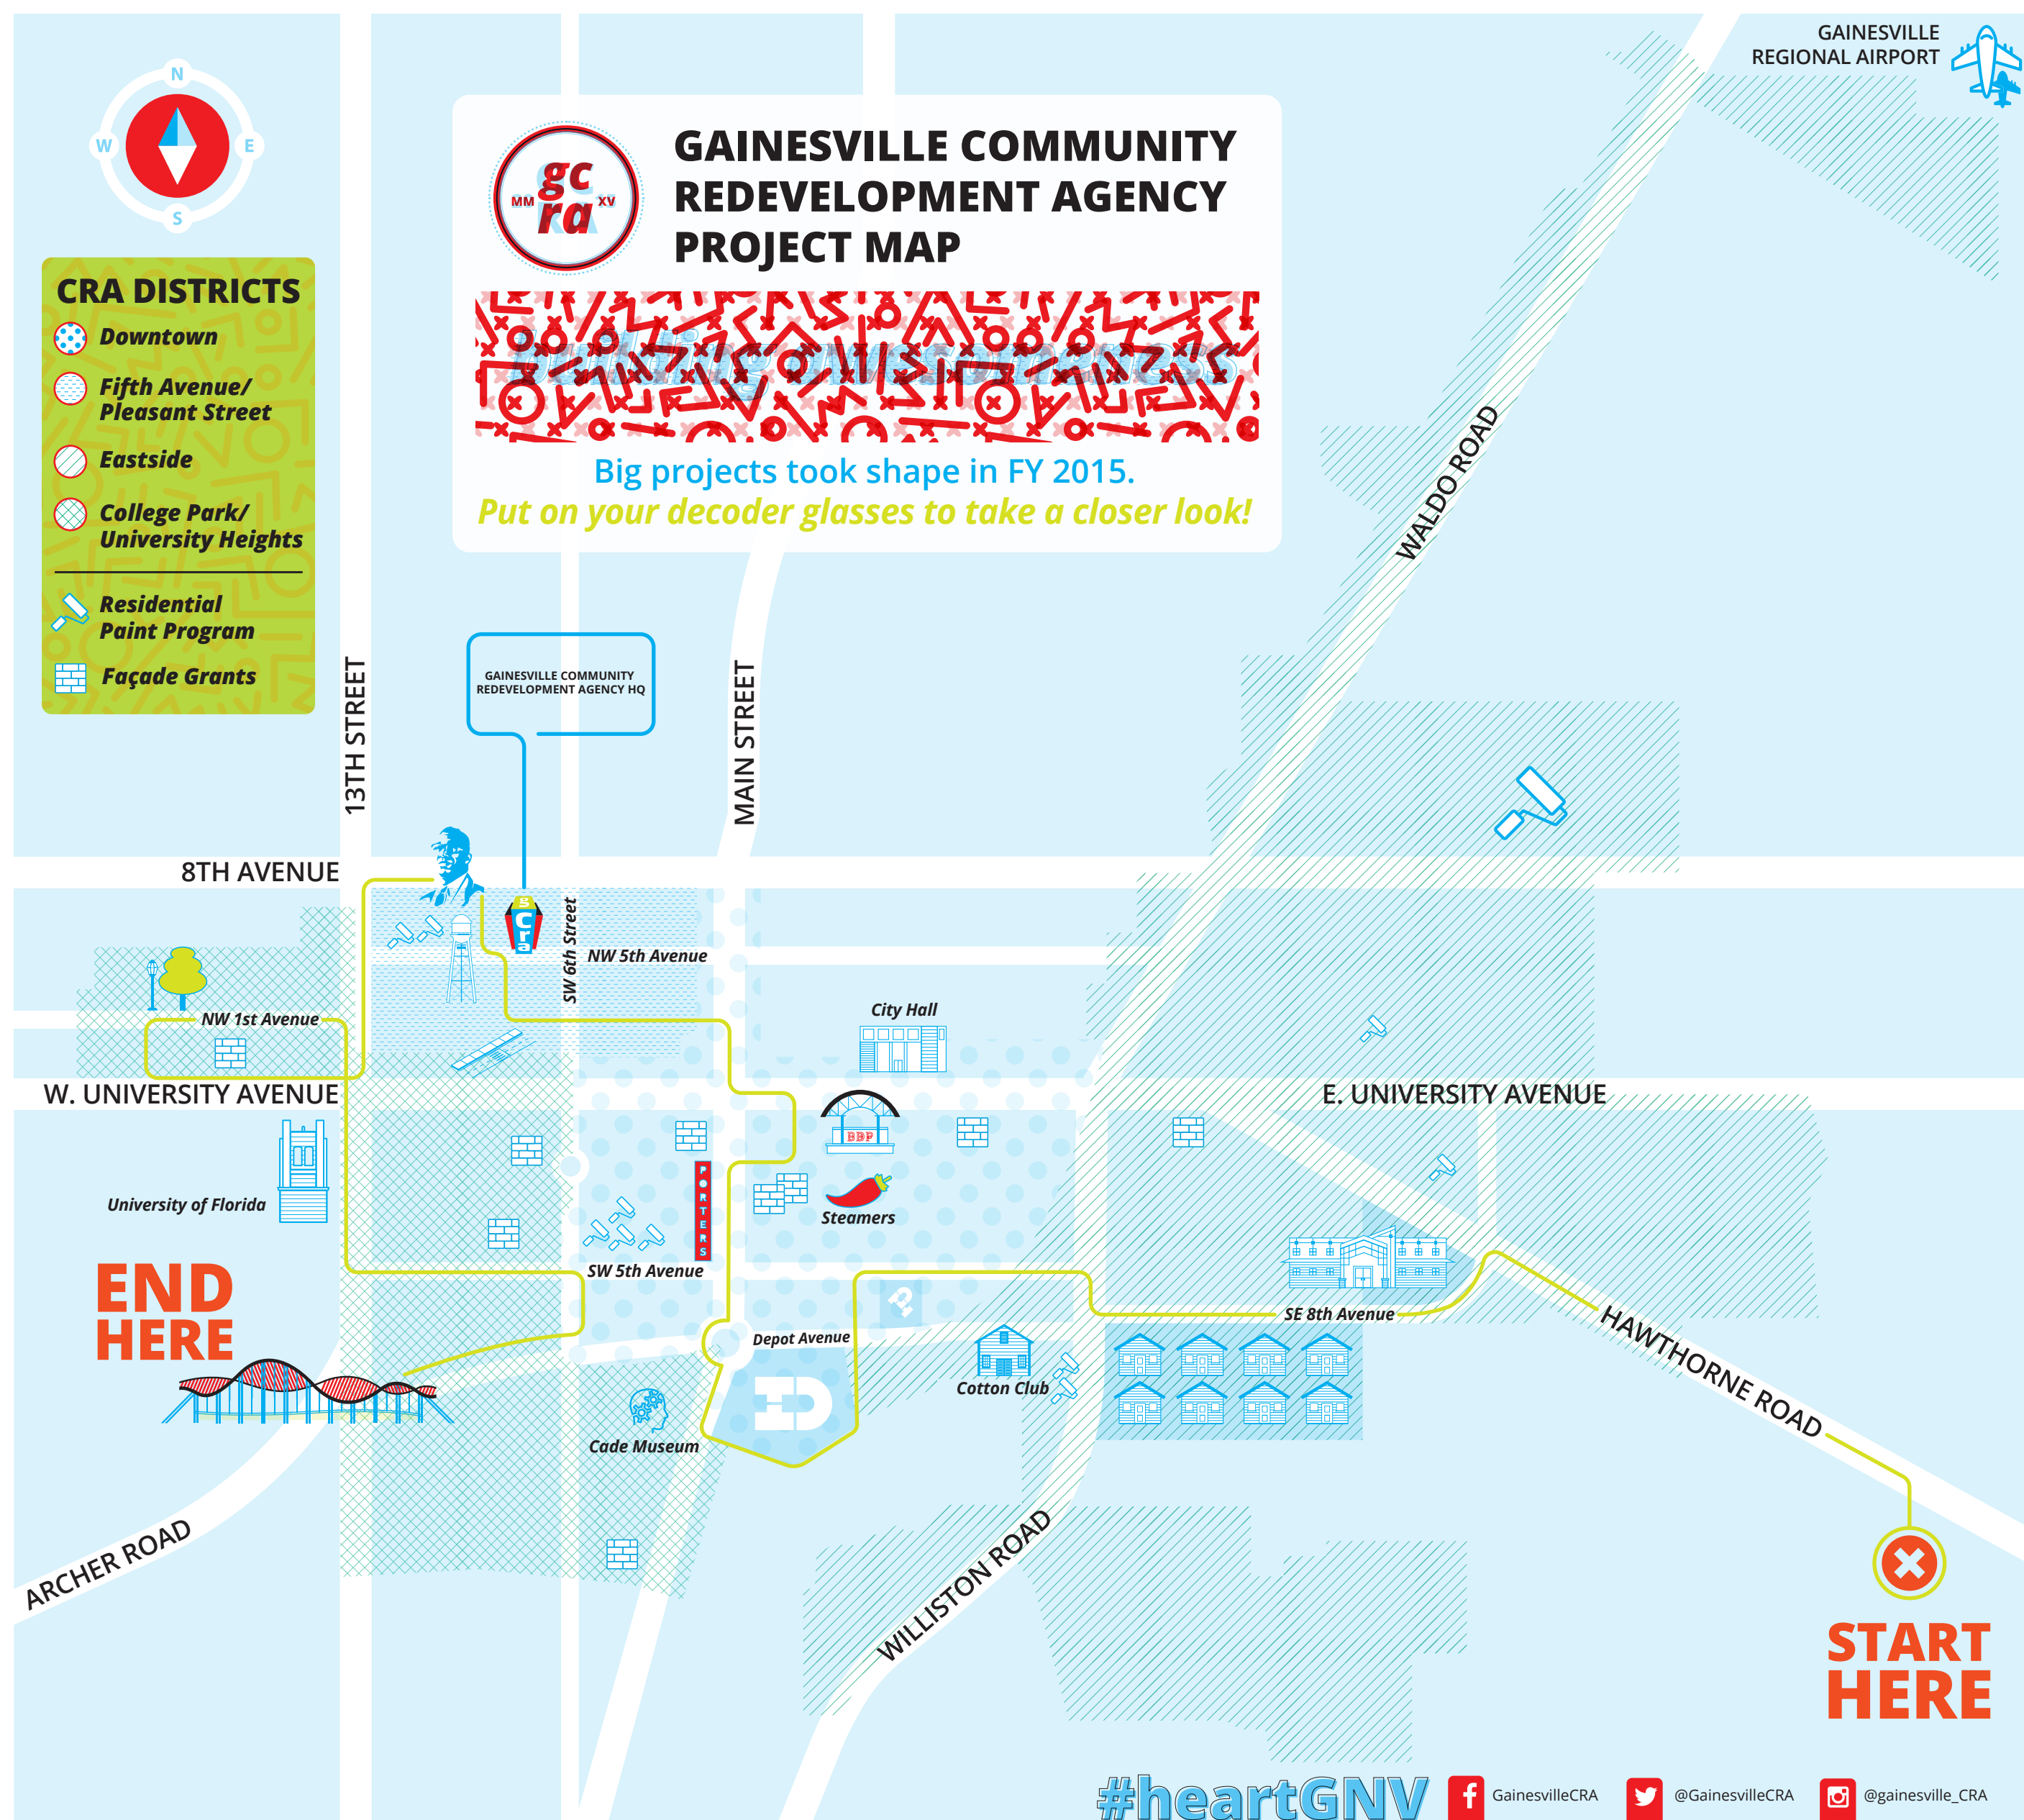 GAINESVILLE
REGIONAL AIRPORT
N
W
E
S
gc
MM
XV
ra
GAINESVILLE COMMUNITY
REDEVELOPMENT AGENCY
PROJECT MAP
building awesomeness
Big projects took shape in FY 2015.
Put on your decoder glasses to take a closer look!
CRA DISTRICTS
Downtown
Fifth Avenue/
Pleasant Street
Eastside
College Park/
University Heights
Residential
Paint Program
Façade Grants
WALDO ROAD
13TH STREET
GAINESVILLE COMMUNITY
REDEVELOPMENT AGENCY HQ
MAIN STREET
8TH AVENUE
g
c
r
a
SW 6th Street
NW 5th Avenue
NW 1st Avenue
City Hall
W. UNIVERSITY AVENUE
E. UNIVERSITY AVENUE
BDP
PORTERS
University of Florida
Steamers
SW 5th Avenue
END
HERE
SE 8th Avenue
Depot Avenue
HAWTHORNE ROAD
Cotton Club
Cade Museum
ARCHER ROAD
WILLISTON ROAD
START
HERE
#heartGNV
GainesvilleCRA
@GainesvilleCRA
@gainesville_CRA